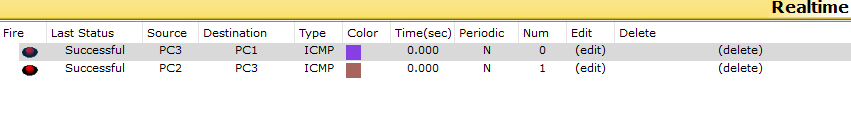 Realtime
Fire Last Status Source Destination Type Color Time(sec) Periodic Num Edit Delete
Successful PC3 PC1 ICMP 0.000 N 0 (edit) (delete)
Successful PC2 PC3 ICMP 0.000 N 1 (edit) (delete)